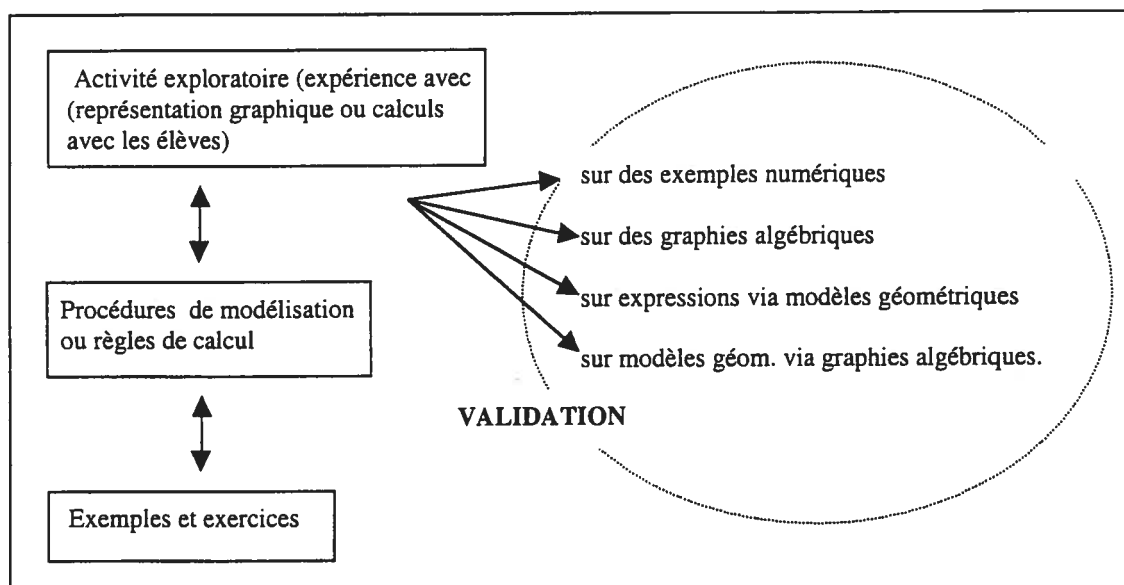 Activité exploratoire (expérience avec
(représentation graphique ou calculs
avec les élèves)
sur des exemples numériques
sur des graphies algébriques
sur expressions via modèles géométriques
sur modèles géom. via graphies algébriques.
Procédures de modélisation
ou règles de calcul
VALIDATION
Exemples et exercices